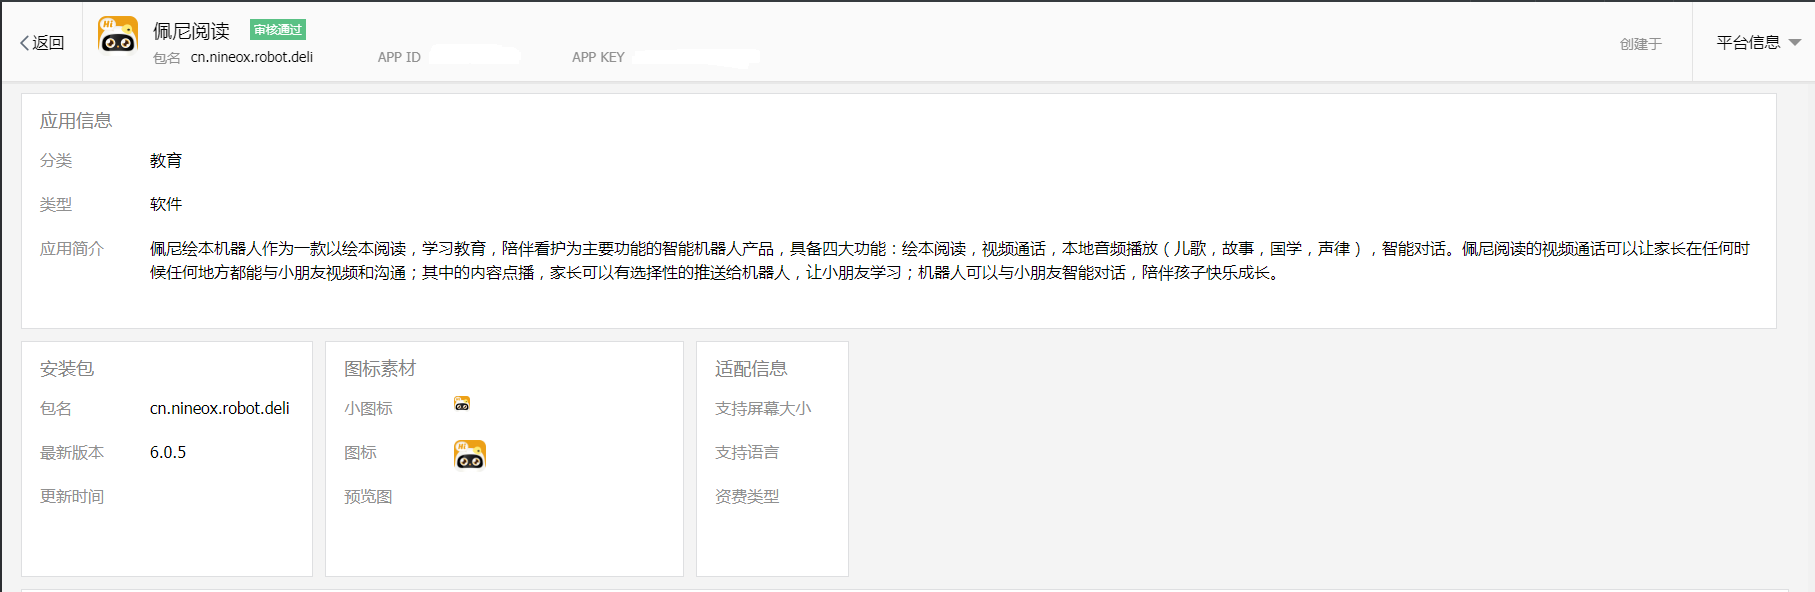 返回
佩尼阅读 审核通过
包名 cn.nineox.robot.deli
APP ID
APP KEY
创建于
平台信息
应用信息
分类 教育
类型 软件
应用简介 佩尼绘本机器人作为一款以绘本阅读，学习教育，陪伴看护为主要功能的智能机器人产品，具备四大功能：绘本阅读，视频通话，本地音频播放（儿歌，故事，国学，声律），智能对话。佩尼阅读的视频通话可以让家长在任何时
候任何地方都能与小朋友视频和沟通；其中的内容点播，家长可以有选择性的推送给机器人，让小朋友学习；机器人可以与小朋友智能对话，陪伴孩子快乐成长。
安装包
包名 cn.nineox.robot.deli
最新版本 6.0.5
更新时间
图标素材
小图标
图标
Hi
预览图
适配信息
支持屏幕大小
支持语言
资费类型